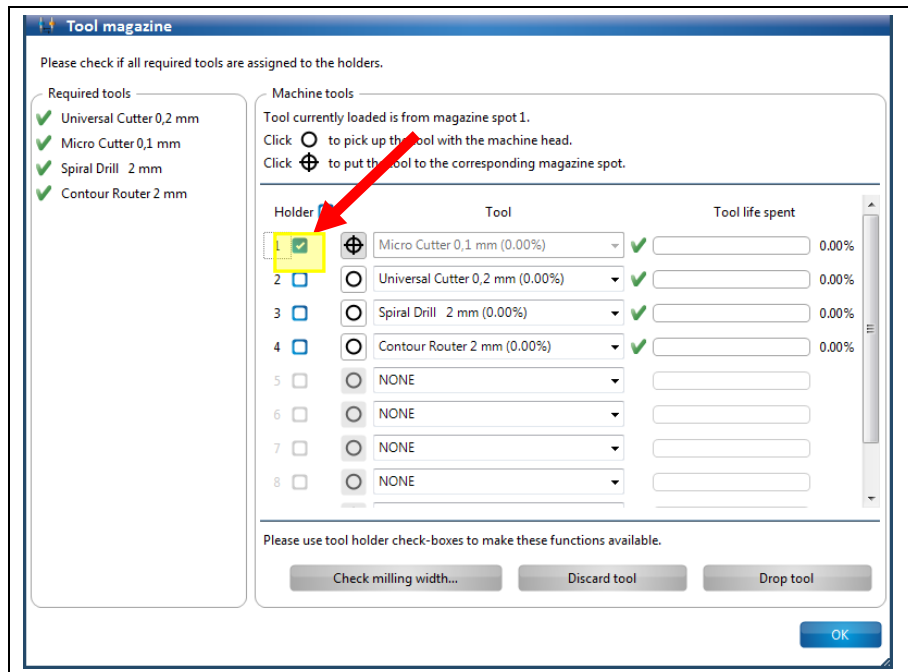 Tool magazine
Please check if all required tools are assigned to the holders.
Required tools
Universal Cutter 0,2 mm
Micro Cutter 0,1 mm
Spiral Drill 2 mm
Contour Router 2 mm
Machine tools
Tool currently loaded is from magazine spot 1.
Click to pick up the tool with the machine head.
Click to put the tool to the corresponding magazine spot.
Holder Tool Tool life spent
1 Micro Cutter 0,1 mm (0.00%) 0.00%
2 Universal Cutter 0,2 mm (0.00%) 0.00%
3 Spiral Drill 2 mm (0.00%) 0.00%
4 Contour Router 2 mm (0.00%) 0.00%
5 NONE
6 NONE
7 NONE
8 NONE
Please use tool holder check-boxes to make these functions available.
Check milling width... Discard tool Drop tool
OK